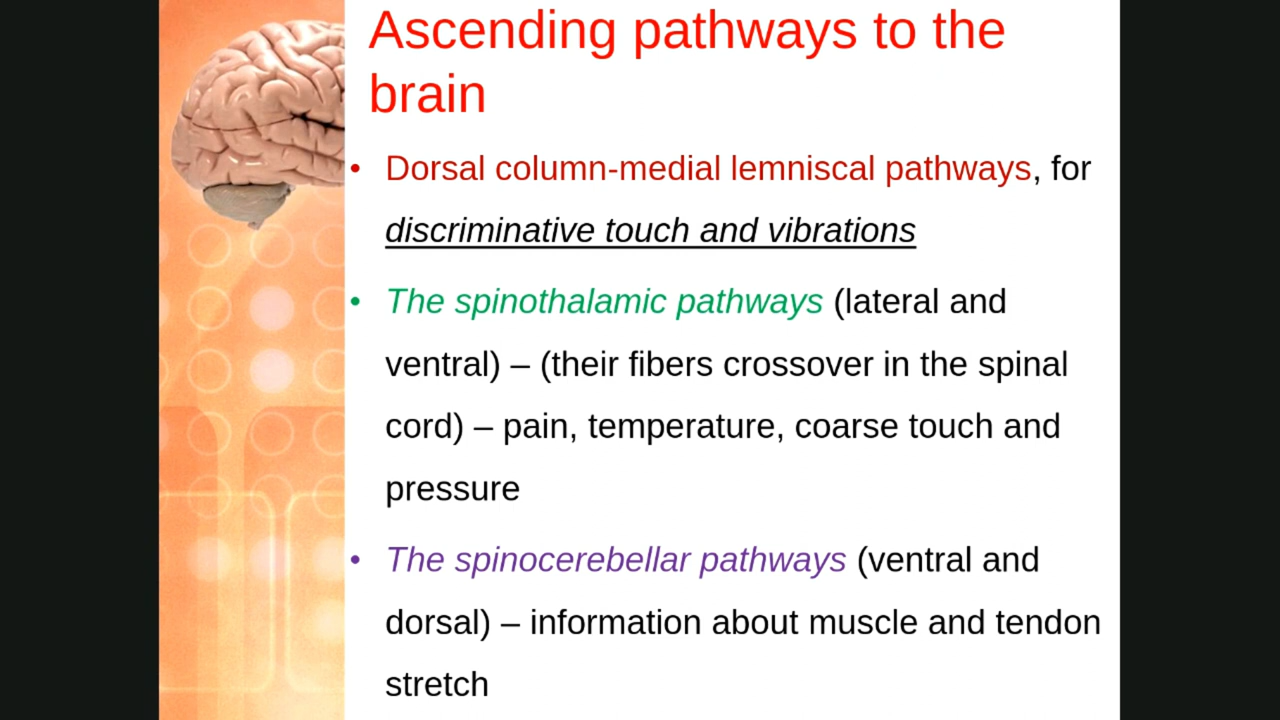 Ascending pathways to the
brain
• Dorsal column-medial lemniscal pathways, for
discriminative touch and vibrations
• The spinothalamic pathways (lateral and
ventral) – (their fibers crossover in the spinal
cord) – pain, temperature, coarse touch and
pressure
• The spinocerebellar pathways (ventral and
dorsal) – information about muscle and tendon
stretch